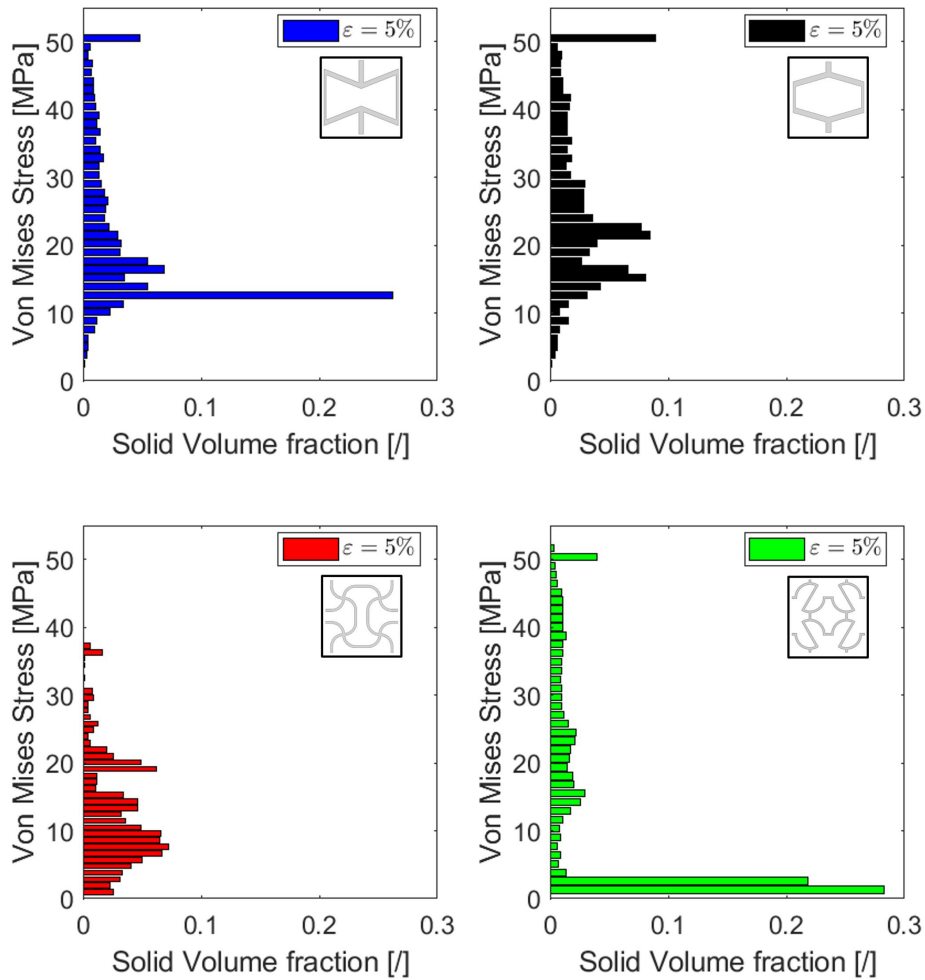 ε = 5%
50
40
30
20
10
0
Von Mises Stress [MPa]
0 0.1 0.2 0.3
Solid Volume fraction [/]
ε = 5%
50
40
30
20
10
0
Von Mises Stress [MPa]
0 0.1 0.2 0.3
Solid Volume fraction [/]
ε = 5%
50
40
30
20
10
0
Von Mises Stress [MPa]
0 0.1 0.2 0.3
Solid Volume fraction [/]
ε = 5%
50
40
30
20
10
0
Von Mises Stress [MPa]
0 0.1 0.2 0.3
Solid Volume fraction [/]